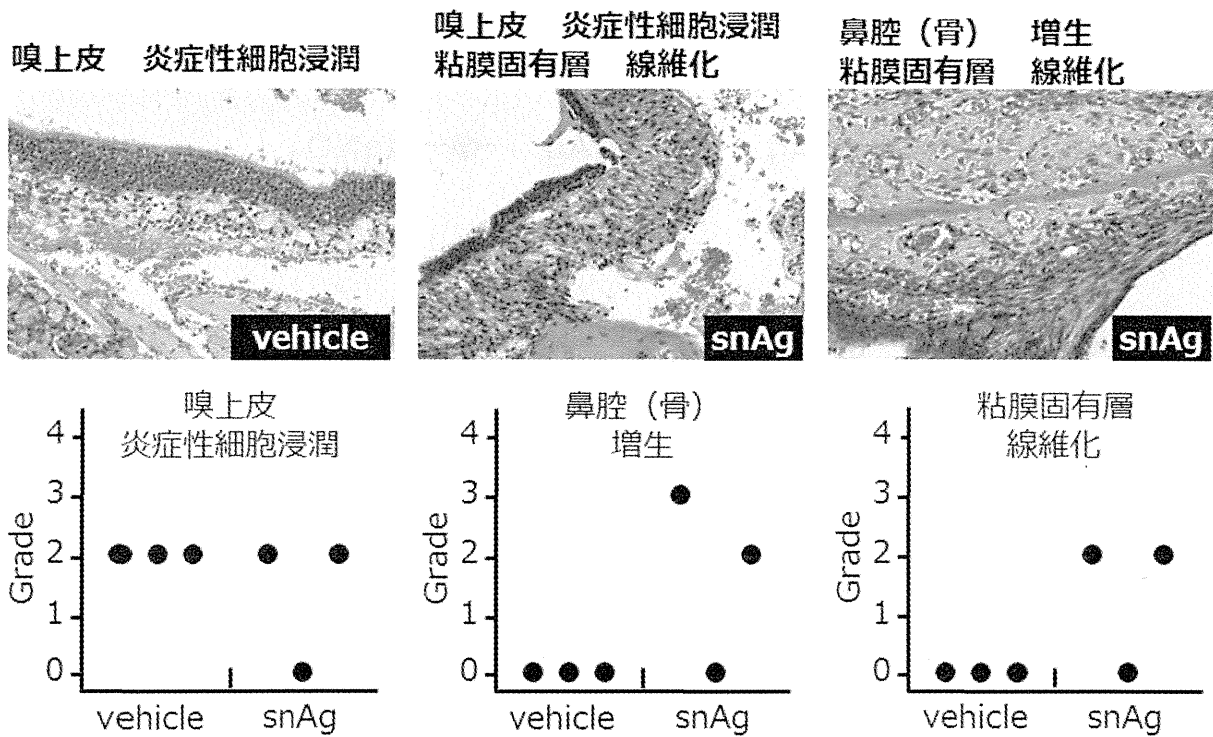 嗅上皮 炎症性細胞浸潤
嗅上皮 炎症性細胞浸潤
粘膜固有層 線維化
鼻腔（骨） 増生
粘膜固有層 線維化
vehicle
snAg
snAg
嗅上皮
炎症性細胞浸潤
Grade
4
3
2
1
0
vehicle snAg
鼻腔（骨）
増生
Grade
4
3
2
1
0
vehicle snAg
粘膜固有層
線維化
Grade
4
3
2
1
0
vehicle snAg